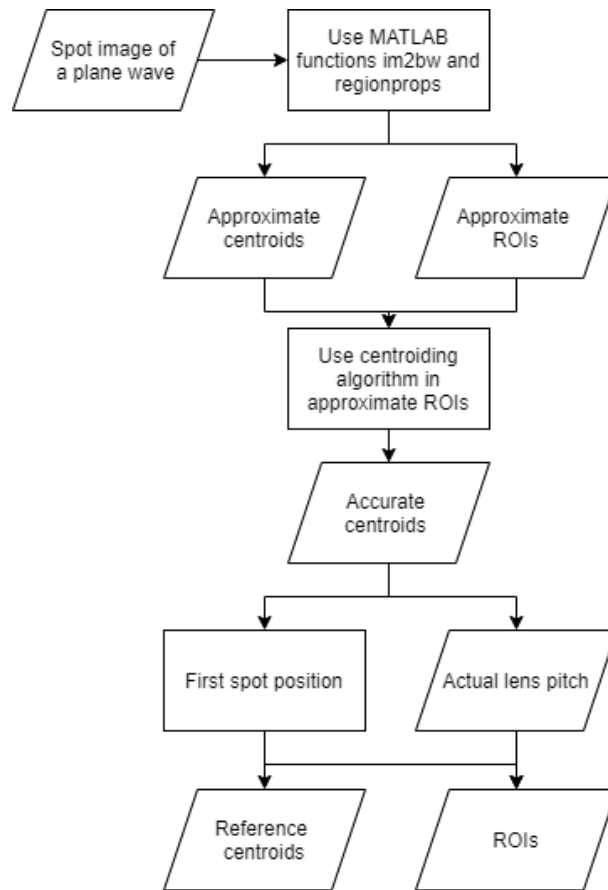 Spot image of
a plane wave
Use MATLAB
functions im2bw and
regionprops
Approximate
centroids
Approximate
ROIs
Use centroiding
algorithm in
approximate ROIs
Accurate
centroids
First spot position
Actual lens pitch
Reference
centroids
ROIs